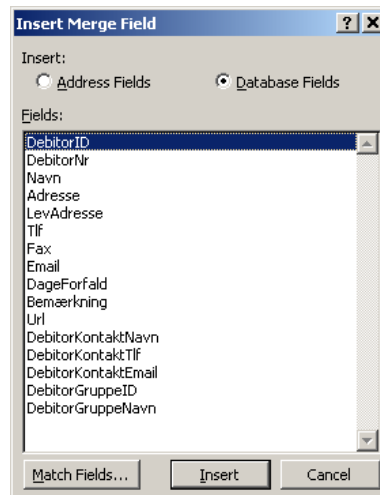 Insert Merge Field
Insert:
Address Fields
Database Fields
Fields:
DebitorID
DebitorNr
Navn
Adresse
LevAdresse
Tlf
Fax
Email
DageForfald
Bemærkning
Url
DebitorKontaktNavn
DebitorKontaktTlf
DebitorKontaktEmail
DebitorGruppeID
DebitorGruppeNavn
Match Fields...
Insert
Cancel